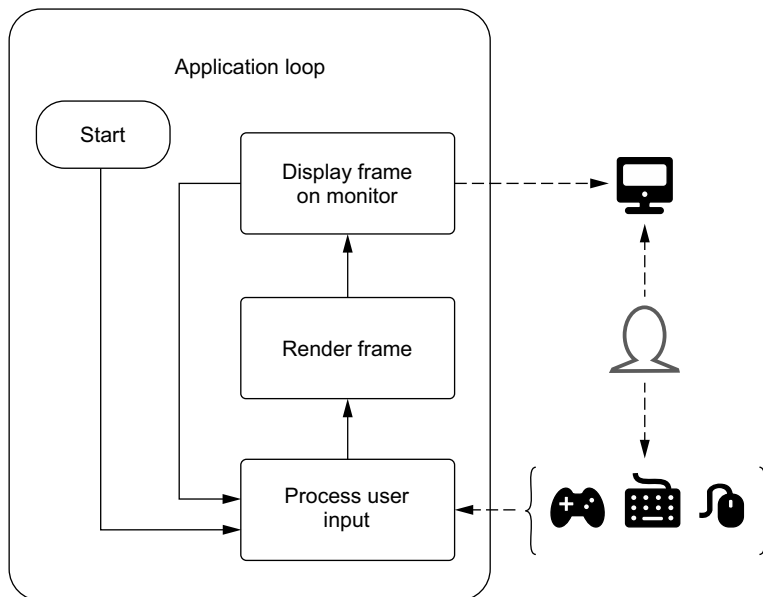 Application loop
Start
Display frame
on monitor
Render frame
Process user
input